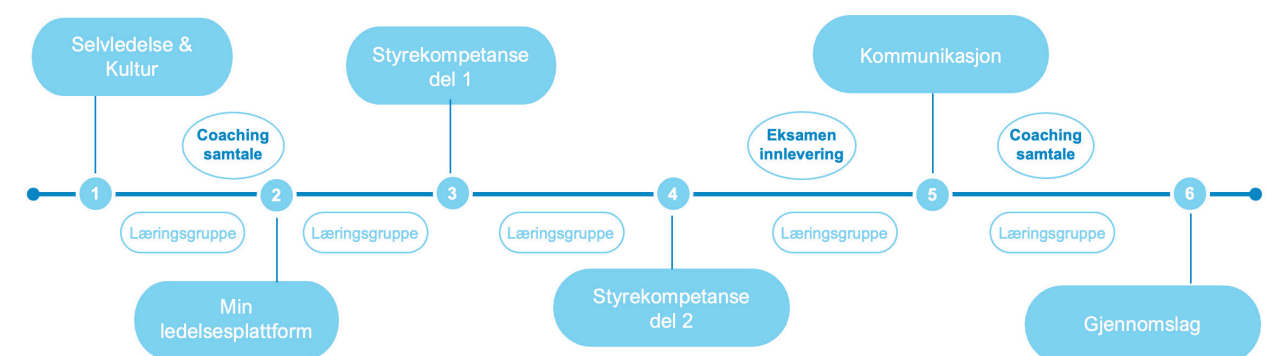 Selvledelse &
Kultur
Styrekompetanse
del 1
Kommunikasjon
Coaching
samtale
Eksamen
innlevering
Coaching
samtale
1
2
3
4
5
6
Læringsgruppe
Læringsgruppe
Læringsgruppe
Læringsgruppe
Læringsgruppe
Min
ledelsesplattform
Styrekompetanse
del 2
Gjennomslag